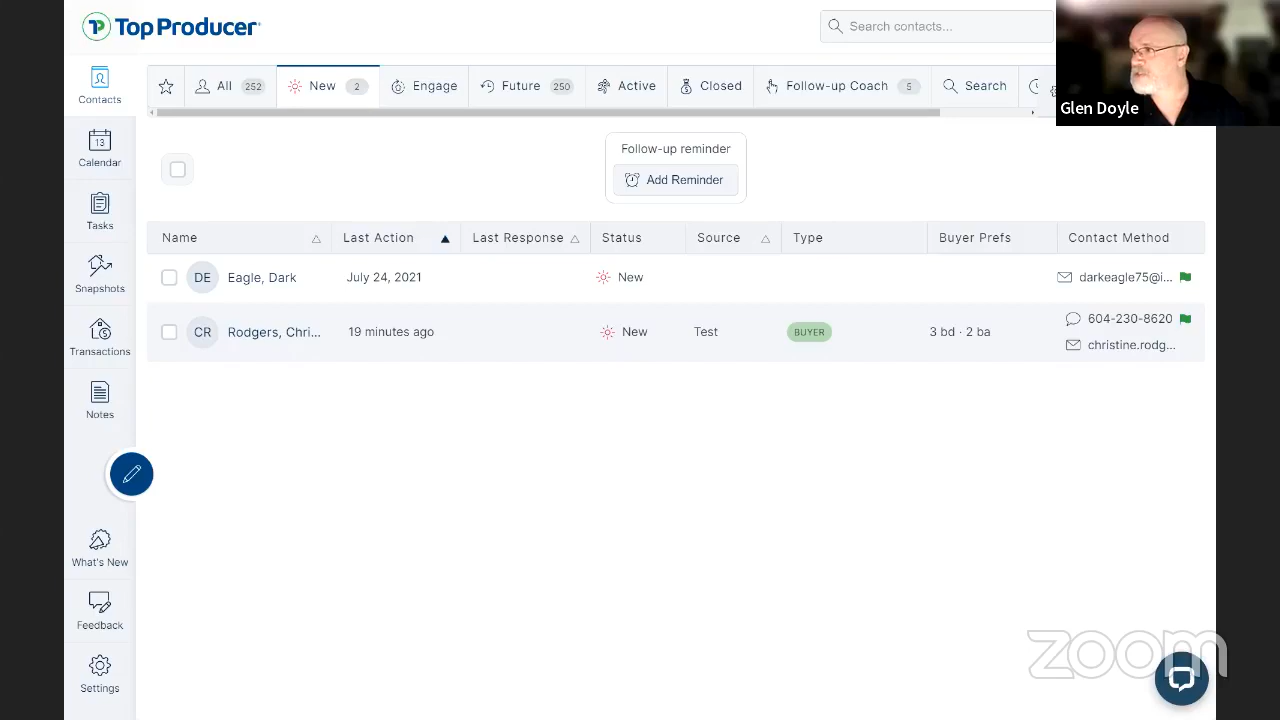 Top Producer
Search contacts...
Glen Doyle
Contacts
All 252
New 2
Engage
Future 250
Active
Closed
Follow-up Coach 5
Search
13
Calendar
Tasks
Snapshots
Transactions
Notes
What's New
Feedback
Settings
Follow-up reminder
Add Reminder
Name Last Action Last Response Status Source Type Buyer Prefs Contact Method
DE Eagle, Dark July 24, 2021 New darkeagle75@i...
CR Rodgers, Chri... 19 minutes ago New Test BUYER 3 bd · 2 ba 604-230-8620
christine.rodg...
zoom